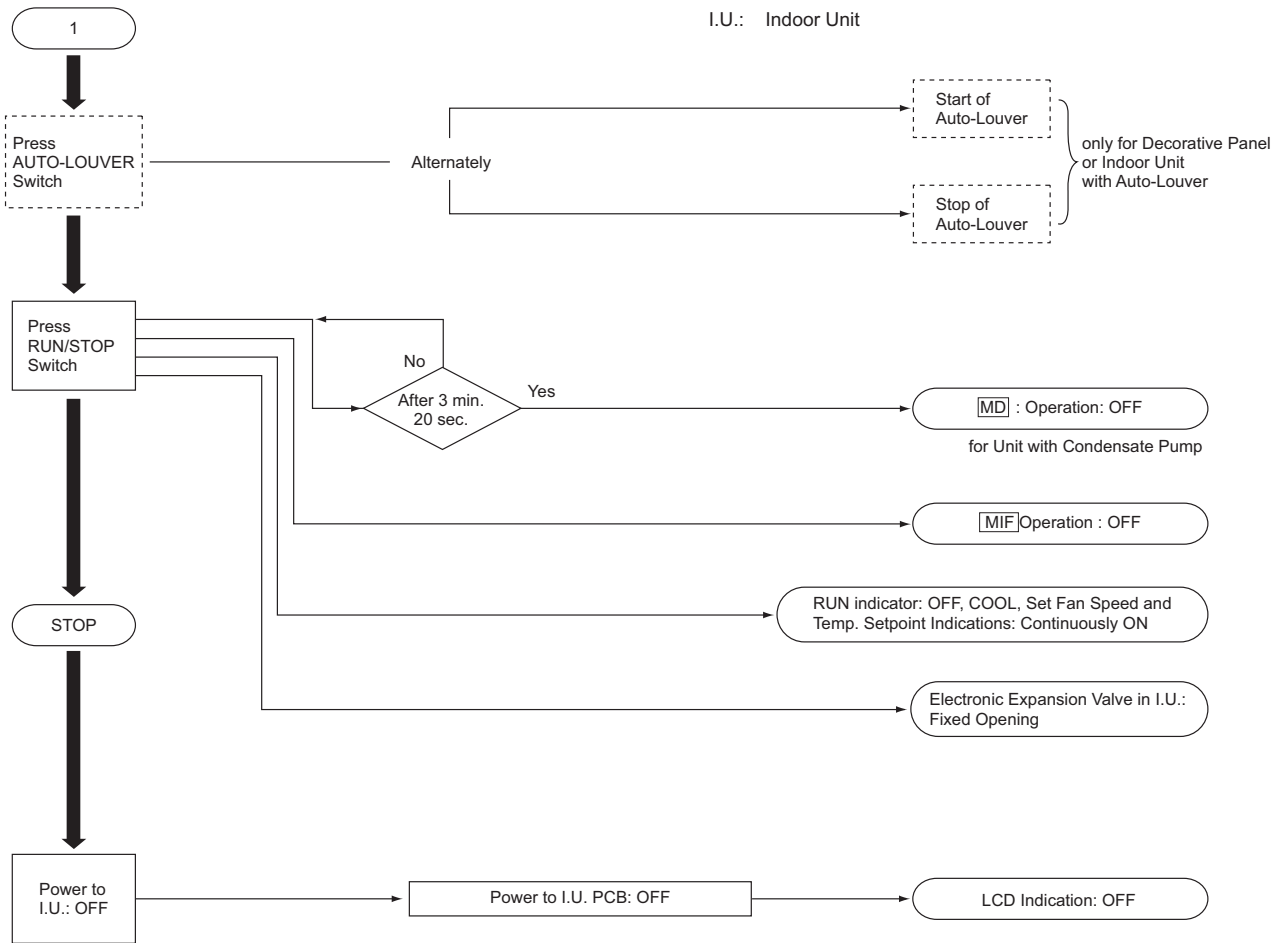 1
I.U.: Indoor Unit
Press
AUTO-LOUVER
Switch
Alternately
Start of
Auto-Louver
Stop of
Auto-Louver
only for Decorative Panel
or Indoor Unit
with Auto-Louver
Press
RUN/STOP
Switch
No
After 3 min.
20 sec.
Yes
MD : Operation: OFF
for Unit with Condensate Pump
MIF Operation : OFF
RUN indicator: OFF, COOL, Set Fan Speed and
Temp. Setpoint Indications: Continuously ON
STOP
Electronic Expansion Valve in I.U.:
Fixed Opening
Power to
I.U.: OFF
Power to I.U. PCB: OFF
LCD Indication: OFF